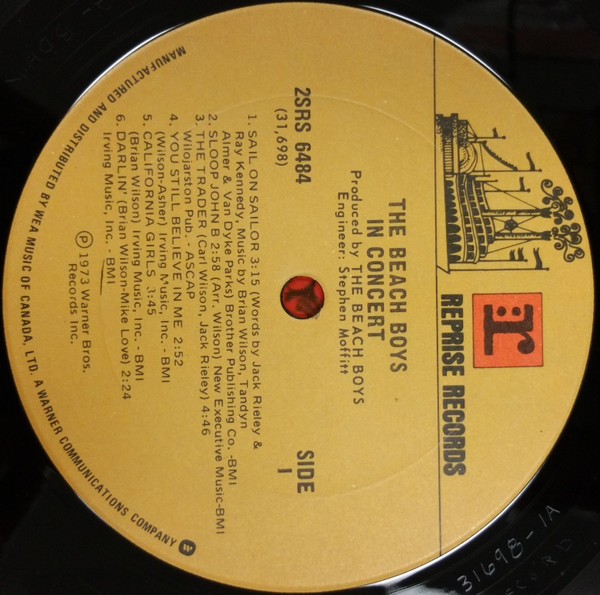 r
REPRISE RECORDS
THE BEACH BOYS
IN CONCERT
Produced by THE BEACH BOYS
Engineer: Stephen Moffitt
2SRS 6484
(31,698)
SIDE
1
1. SAIL ON SAILOR 3:15 (Words by Jack Rieley &
Ray Kennedy, Music by Brian Wilson, Tandyn
Almer & Van Dyke Parks) Brother Publishing Co. -BMI
2. SLOOP JOHN B 2:58 (Arr. Wilson) New Executive Music-BMI
3. THE TRADER (Carl Wilson, Jack Rieley) 4:46
Wilojarston Pub. - ASCAP
4. YOU STILL BELIEVE IN ME 2:52
(Wilson-Asher) Irving Music, Inc. - BMI
5. CALIFORNIA GIRLS 3:45
(Brian Wilson) Irving Music, Inc. - BMI
6. DARLIN' (Brian Wilson-Mike Love) 2:24
Irving Music, Inc. - BMI
Ⓟ 1973 Warner Bros.
Records Inc.
MANUFACTURED AND DISTRIBUTED BY WEA MUSIC OF CANADA, LTD. A WARNER COMMUNICATIONS COMPANY
31698-1A